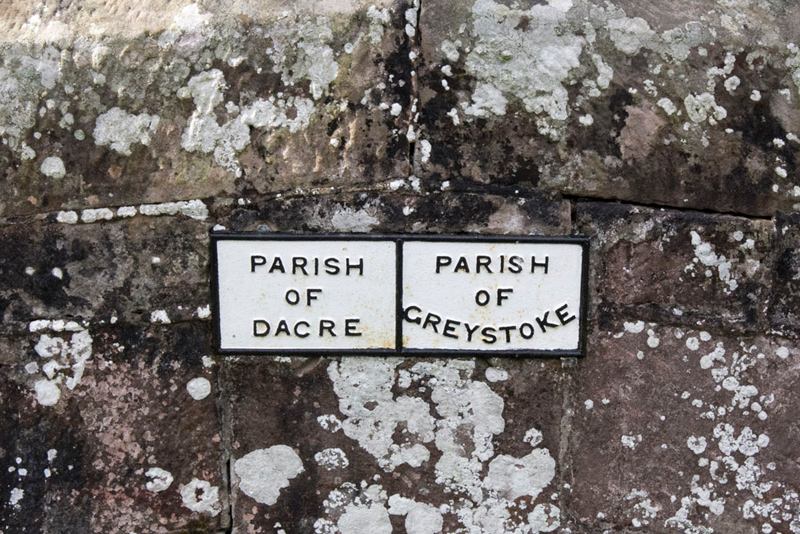 PARISH
OF
DACRE
PARISH
OF
GREYSTOKE